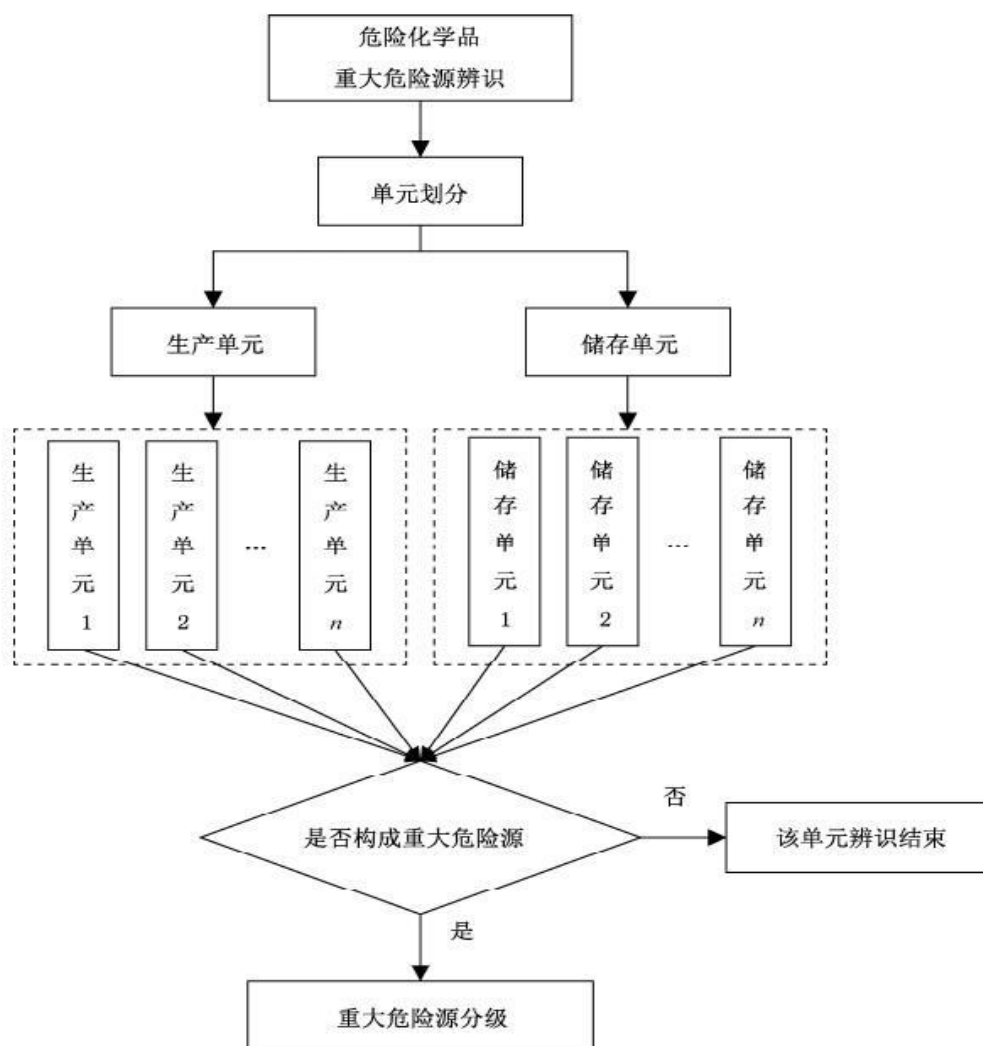 危险化学品
重大危险源辨识
单元划分
生产单元
储存单元
生产单元1
生产单元2
…
生产单元n
储存单元1
储存单元2
…
储存单元n
是否构成重大危险源
否
该单元辨识结束
是
重大危险源分级